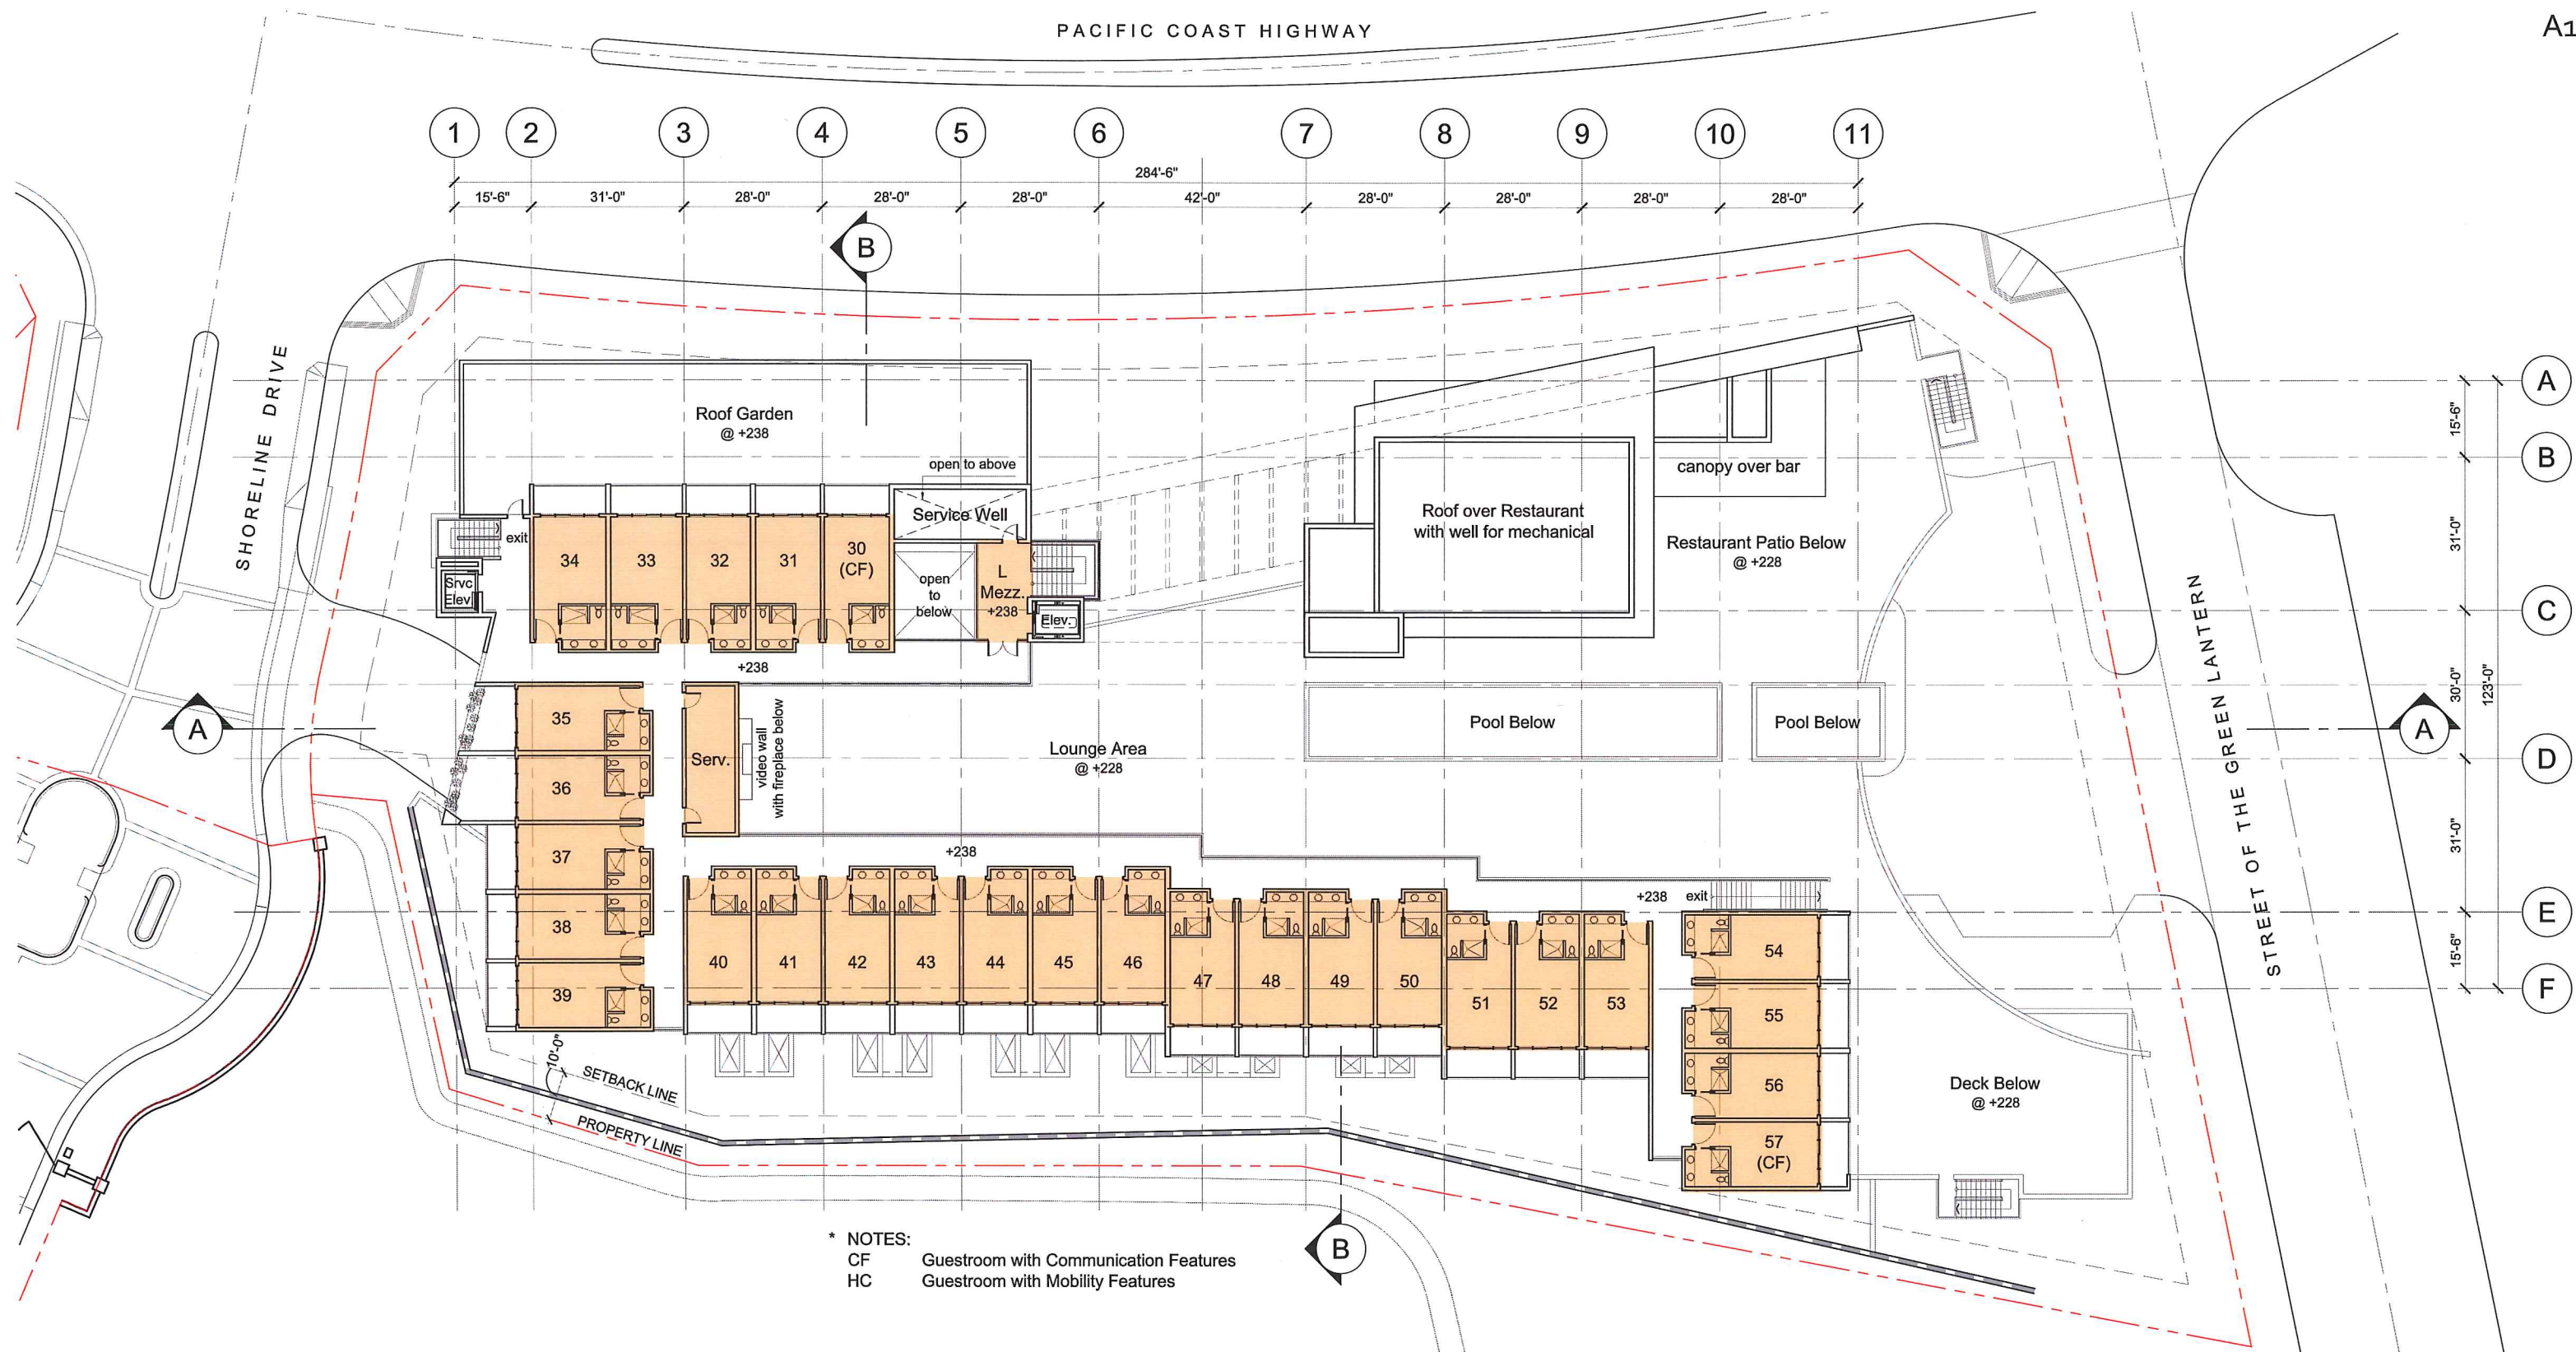 PACIFIC COAST HIGHWAY
A1
1 2 3 4 5 6 7 8 9 10 11
284'-6"
15'-6" 31'-0" 28'-0" 28'-0" 28'-0" 42'-0" 28'-0" 28'-0" 28'-0" 28'-0"
B
SHORELINE DRIVE
Roof Garden
@ +238
open to above
Service Well
exit
Srvc
Elev
34
33
32
31
30
(CF)
open
to
below
L
Mezz.
+238
Elev.
+238
Roof over Restaurant
with well for mechanical
canopy over bar
Restaurant Patio Below
@ +228
A
B
C
D
E
F
15'-6"
31'-0"
30'-0"
31'-0"
15'-6"
123'-0"
STREET OF THE GREEN LANTERN
A
A
35
36
37
38
39
Serv.
video wall
with fireplace below
Lounge Area
@ +228
Pool Below
Pool Below
+238
+238
exit
40
41
42
43
44
45
46
47
48
49
50
51
52
53
54
55
56
57
(CF)
Deck Below
@ +228
10'-0"
SETBACK LINE
PROPERTY LINE
B
* NOTES:
CF Guestroom with Communication Features
HC Guestroom with Mobility Features